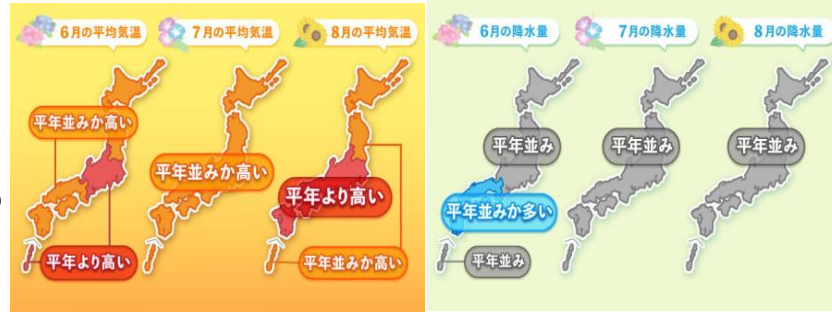 6月の平均気温
7月の平均気温
8月の平均気温
平年並みか高い
平年並みか高い
平年より高い
平年より高い
平年並みか高い
6月の降水量
7月の降水量
8月の降水量
平年並み
平年並み
平年並み
平年並みか多い
平年並み